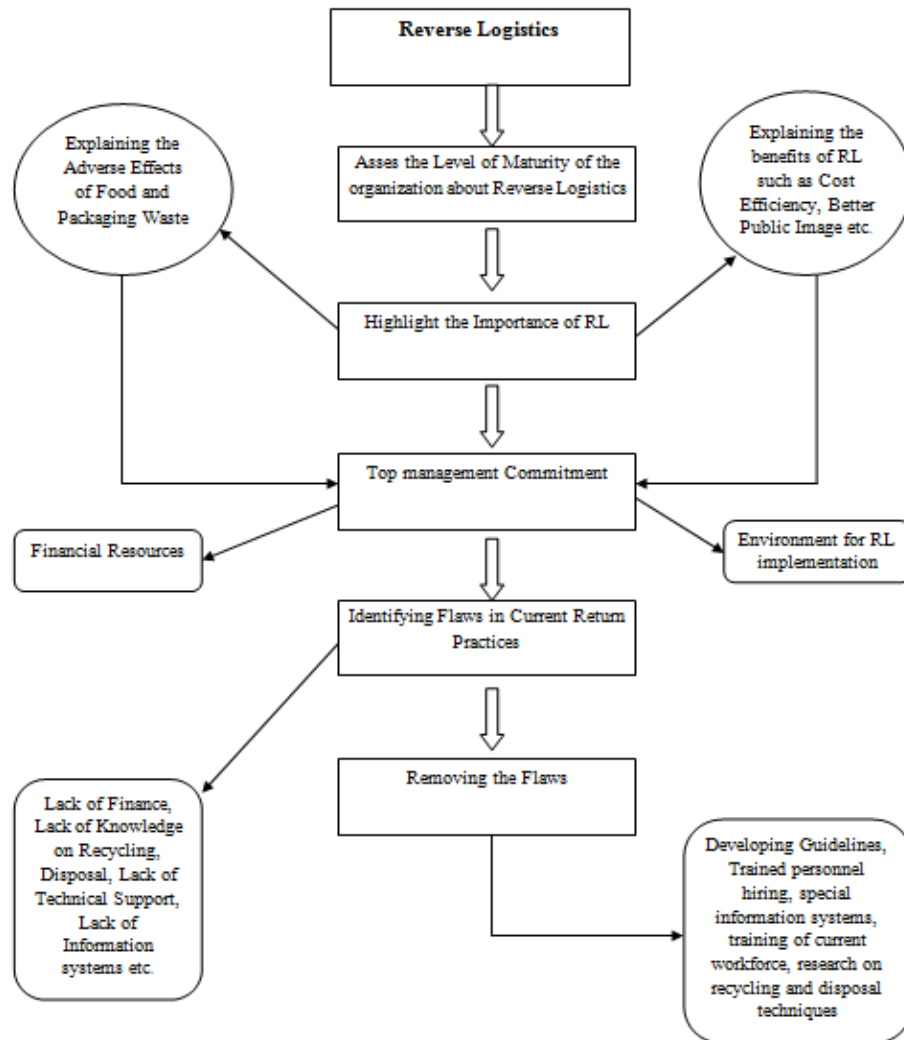 Reverse Logistics
Explaining the
Adverse Effects
of Food and
Packaging Waste
Asses the Level of Maturity of the
organization about Reverse Logistics
Explaining the
benefits of RL
such as Cost
Efficiency, Better
Public Image etc.
Highlight the Importance of RL
Top management Commitment
Financial Resources
Environment for RL
implementation
Identifying Flaws in Current Return
Practices
Removing the Flaws
Lack of Finance,
Lack of Knowledge
on Recycling,
Disposal, Lack of
Technical Support,
Lack of
Information
systems etc.
Developing Guidelines,
Trained personnel
hiring, special
information systems,
training of current
workforce, research on
recycling and disposal
techniques